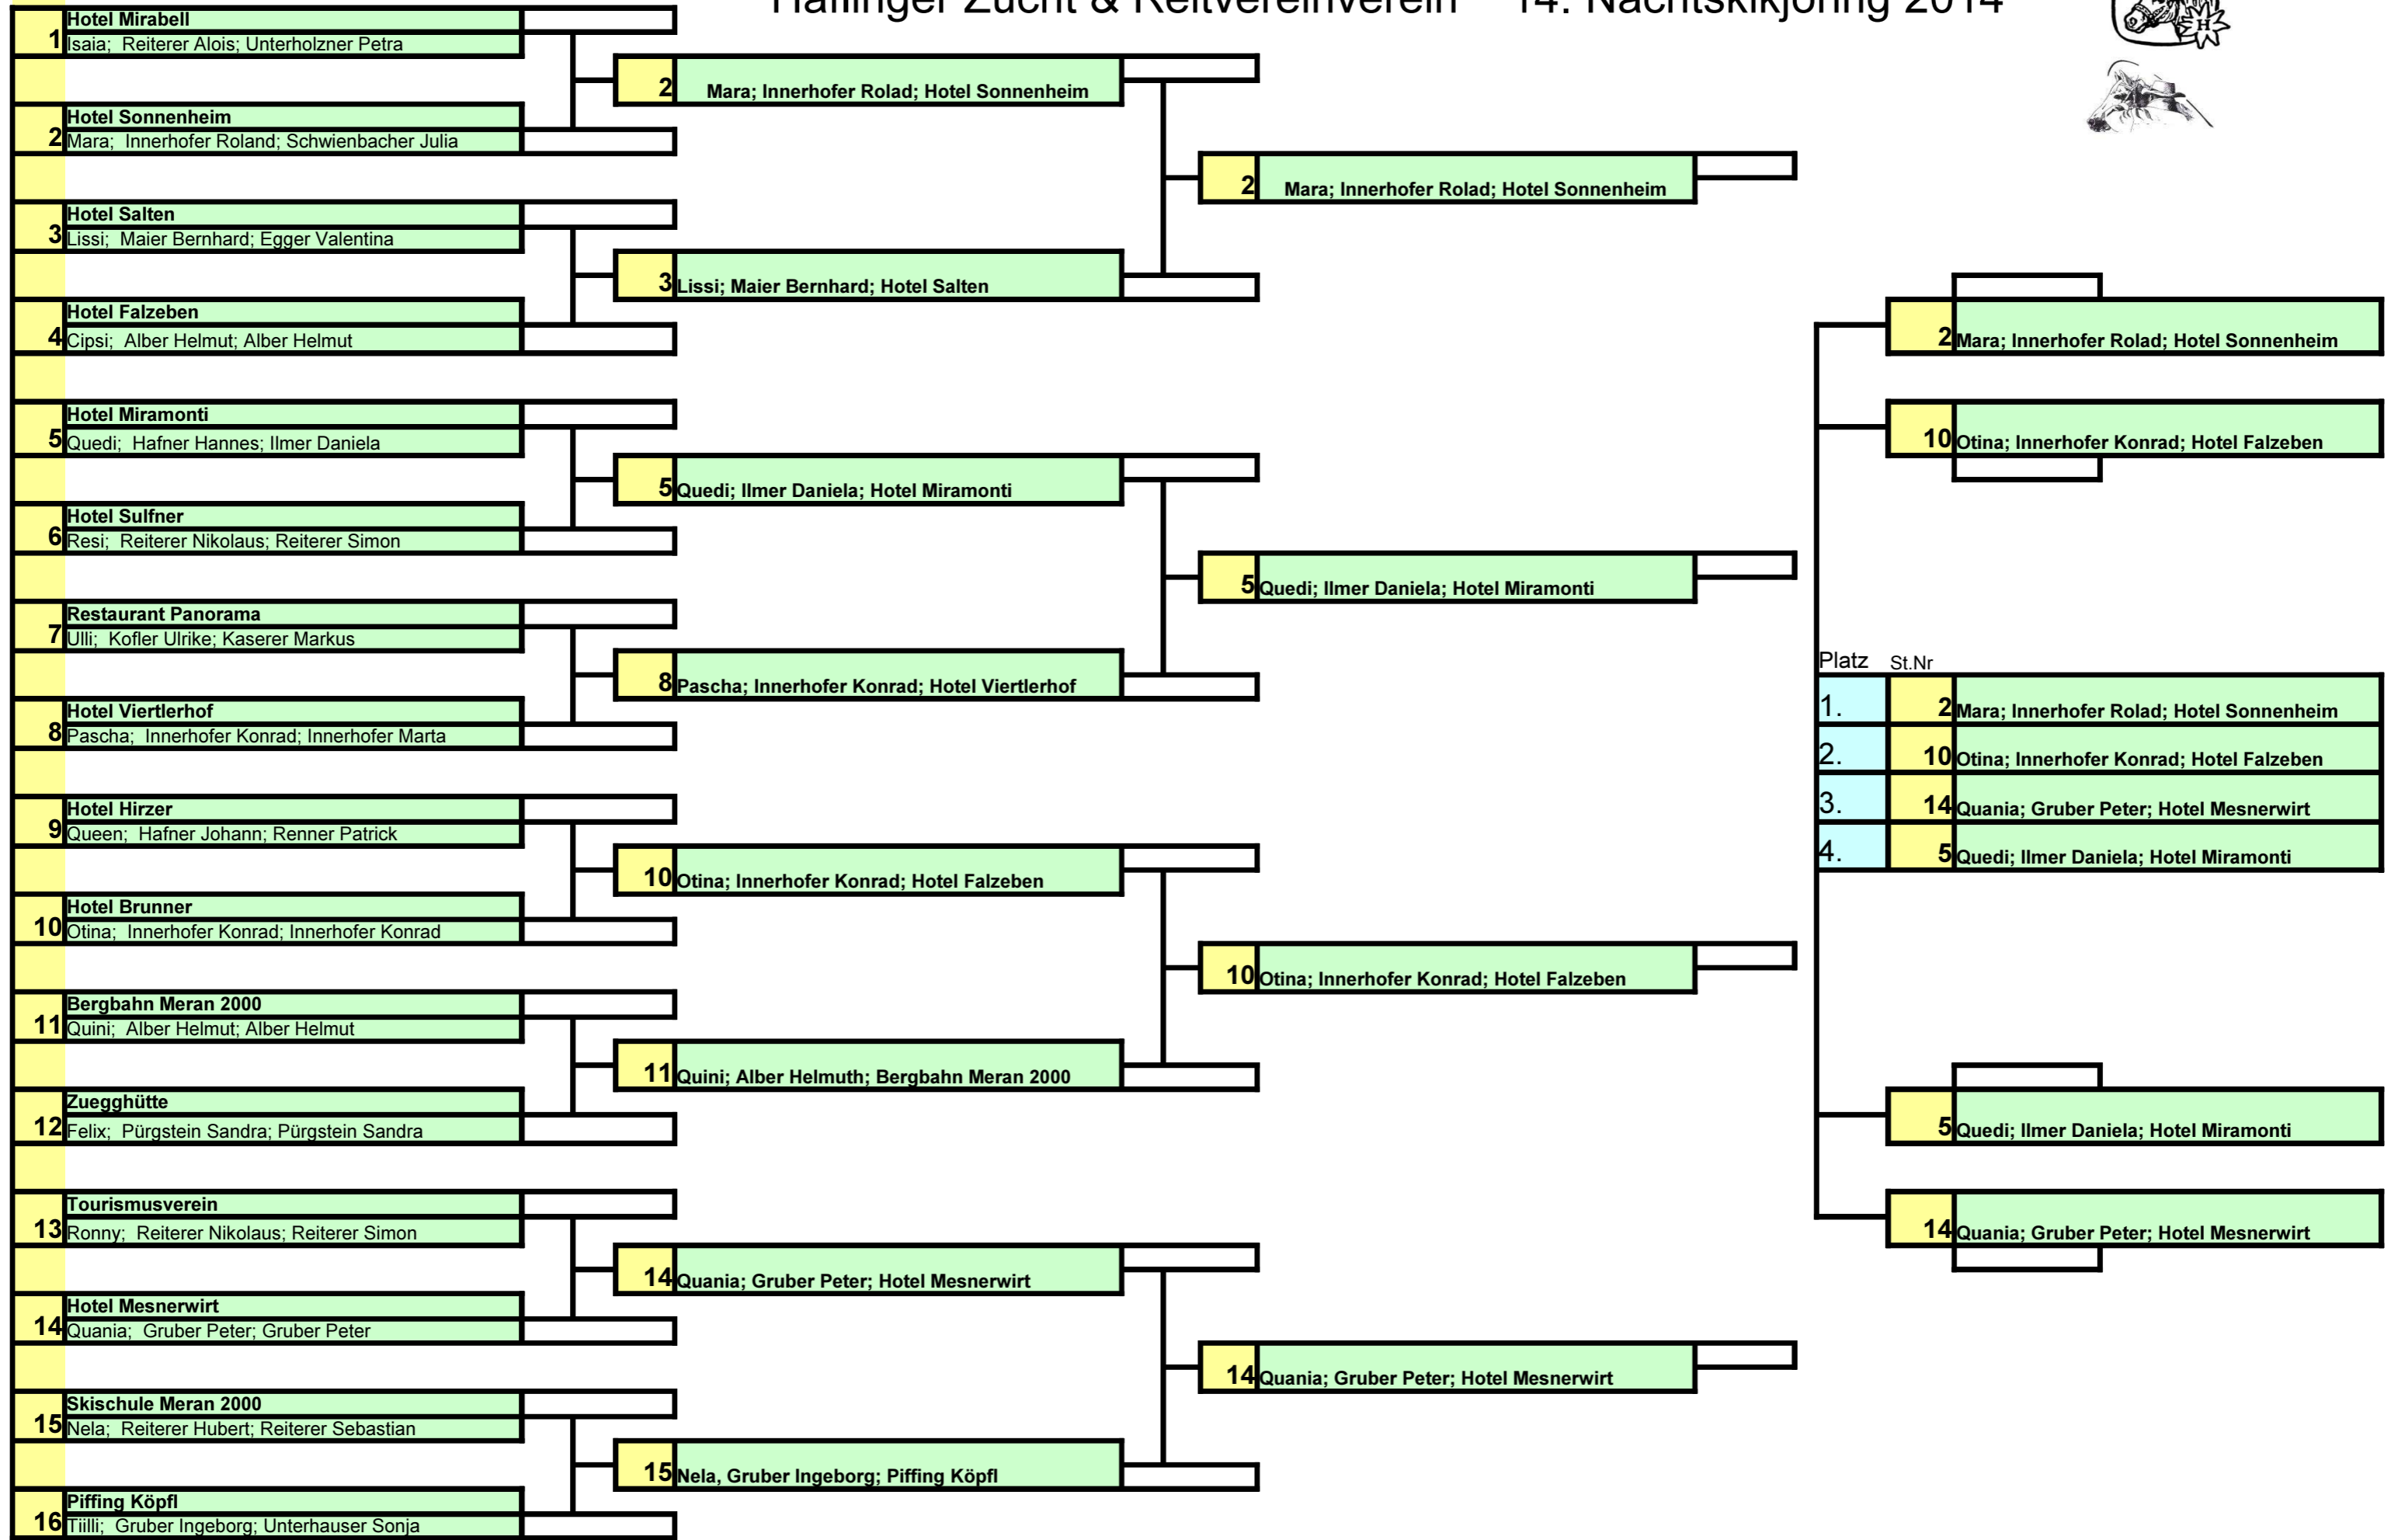 Haflinger Zucht & Reitvereinverein    14. Nachtskikjöring 2014
Hotel Mirabell
1 Isaia;  Reiterer Alois; Unterholzner Petra
Hotel Sonnenheim
2 Mara;  Innerhofer Roland; Schwienbacher Julia
Hotel Salten
3 Lissi;  Maier Bernhard; Egger Valentina
Hotel Falzeben
4 Cipsi;  Alber Helmut; Alber Helmut
Hotel Miramonti
5 Quedi;  Hafner Hannes; Ilmer Daniela
Hotel Sulfner
6 Resi;  Reiterer Nikolaus; Reiterer Simon
Restaurant Panorama
7 Ulli;  Kofler Ulrike; Kaserer Markus
Hotel Viertlerhof
8 Pascha;  Innerhofer Konrad; Innerhofer Marta
Hotel Hirzer
9 Queen;  Hafner Johann; Renner Patrick
Hotel Brunner
10 Otina;  Innerhofer Konrad; Innerhofer Konrad
Bergbahn Meran 2000
11 Quini;  Alber Helmut; Alber Helmut
Zuegghütte
12 Felix;  Pürgstein Sandra; Pürgstein Sandra
Tourismusverein
13 Ronny;  Reiterer Nikolaus; Reiterer Simon
Hotel Mesnerwirt
14 Quania;  Gruber Peter; Gruber Peter
Skischule Meran 2000
15 Nela;  Reiterer Hubert; Reiterer Sebastian
Piffing Köpfl
16 Tiilli;  Gruber Ingeborg; Unterhauser Sonja
2 Mara; Innerhofer Rolad; Hotel Sonnenheim
3 Lissi; Maier Bernhard; Hotel Salten
5 Quedi; Ilmer Daniela; Hotel Miramonti
8 Pascha; Innerhofer Konrad; Hotel Viertlerhof
10 Otina; Innerhofer Konrad; Hotel Falzeben
11 Quini; Alber Helmuth; Bergbahn Meran 2000
14 Quania; Gruber Peter; Hotel Mesnerwirt
15 Nela, Gruber Ingeborg; Piffing Köpfl
2 Mara; Innerhofer Rolad; Hotel Sonnenheim
5 Quedi; Ilmer Daniela; Hotel Miramonti
10 Otina; Innerhofer Konrad; Hotel Falzeben
14 Quania; Gruber Peter; Hotel Mesnerwirt
2 Mara; Innerhofer Rolad; Hotel Sonnenheim
10 Otina; Innerhofer Konrad; Hotel Falzeben
Platz St.Nr
1. 2 Mara; Innerhofer Rolad; Hotel Sonnenheim
2. 10 Otina; Innerhofer Konrad; Hotel Falzeben
3. 14 Quania; Gruber Peter; Hotel Mesnerwirt
4. 5 Quedi; Ilmer Daniela; Hotel Miramonti
5 Quedi; Ilmer Daniela; Hotel Miramonti
14 Quania; Gruber Peter; Hotel Mesnerwirt
H